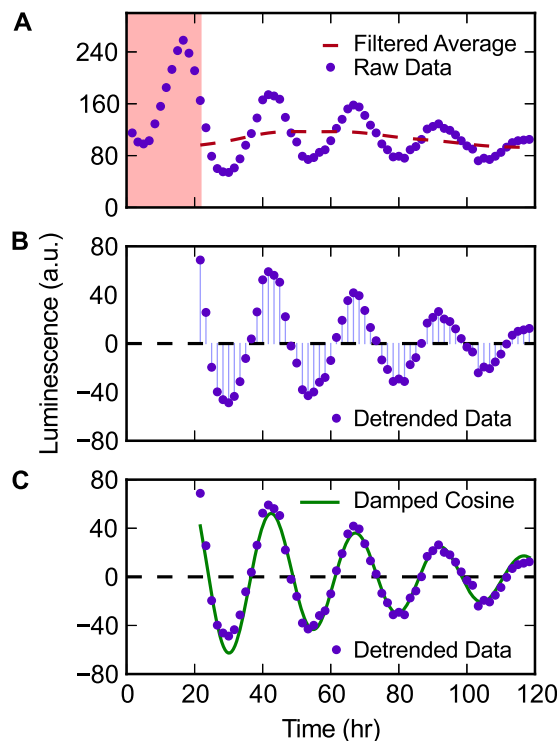 A
240
160
80
0
Filtered Average
Raw Data
B
80
40
0
−40
−80
Detrended Data
Luminescence (a.u.)
C
80
40
0
−40
−80
Damped Cosine
Detrended Data
0 20 40 60 80 100 120
Time (hr)